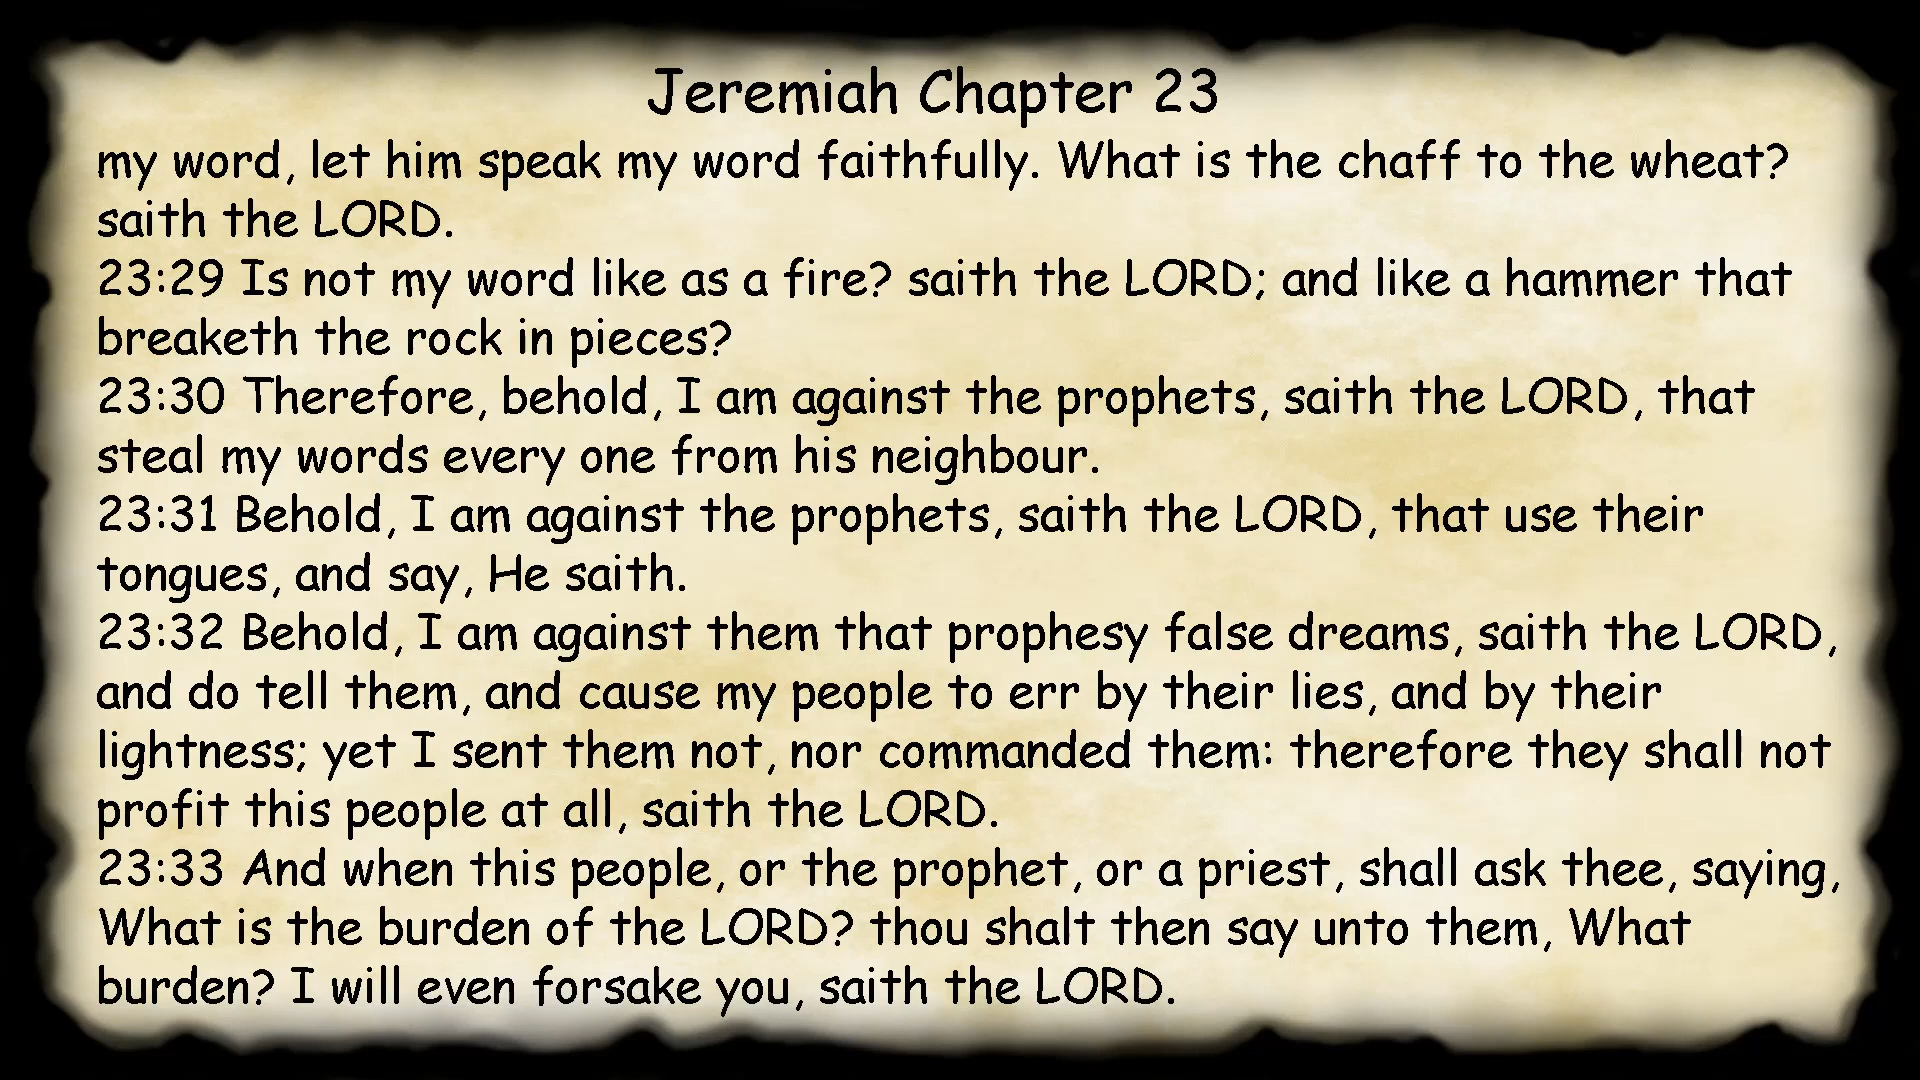 Jeremiah Chapter 23
my word, let him speak my word faithfully. What is the chaff to the wheat?
saith the LORD.
23:29 Is not my word like as a fire? saith the LORD; and like a hammer that
breaketh the rock in pieces?
23:30 Therefore, behold, I am against the prophets, saith the LORD, that
steal my words every one from his neighbour.
23:31 Behold, I am against the prophets, saith the LORD, that use their
tongues, and say, He saith.
23:32 Behold, I am against them that prophesy false dreams, saith the LORD,
and do tell them, and cause my people to err by their lies, and by their
lightness; yet I sent them not, nor commanded them: therefore they shall not
profit this people at all, saith the LORD.
23:33 And when this people, or the prophet, or a priest, shall ask thee, saying,
What is the burden of the LORD? thou shalt then say unto them, What
burden? I will even forsake you, saith the LORD.